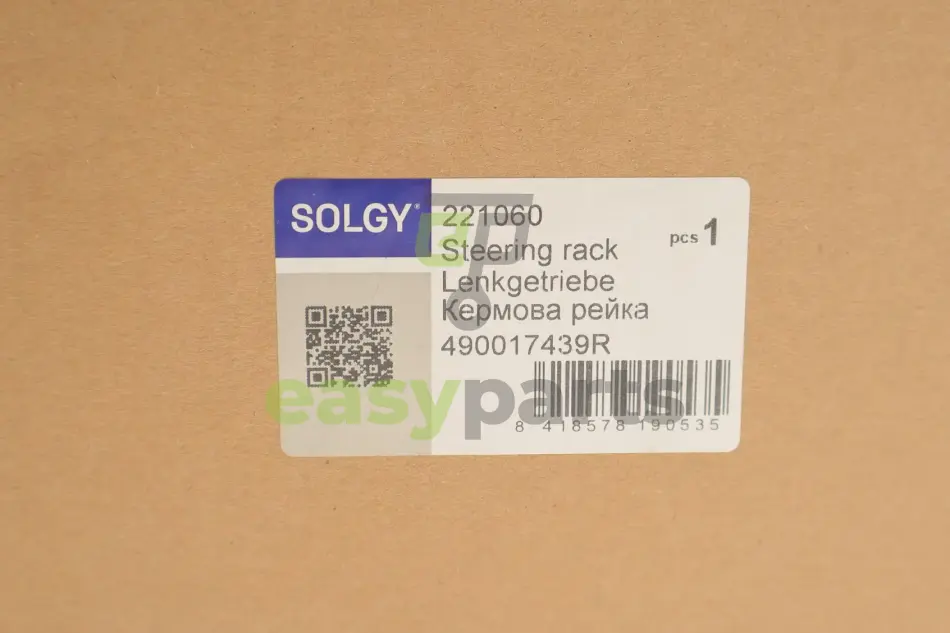 SOLGY®
221060
pcs 1
Steering rack
Lenkgetriebe
Кермова рейка
490017439R
easyparts
8 418578 190535